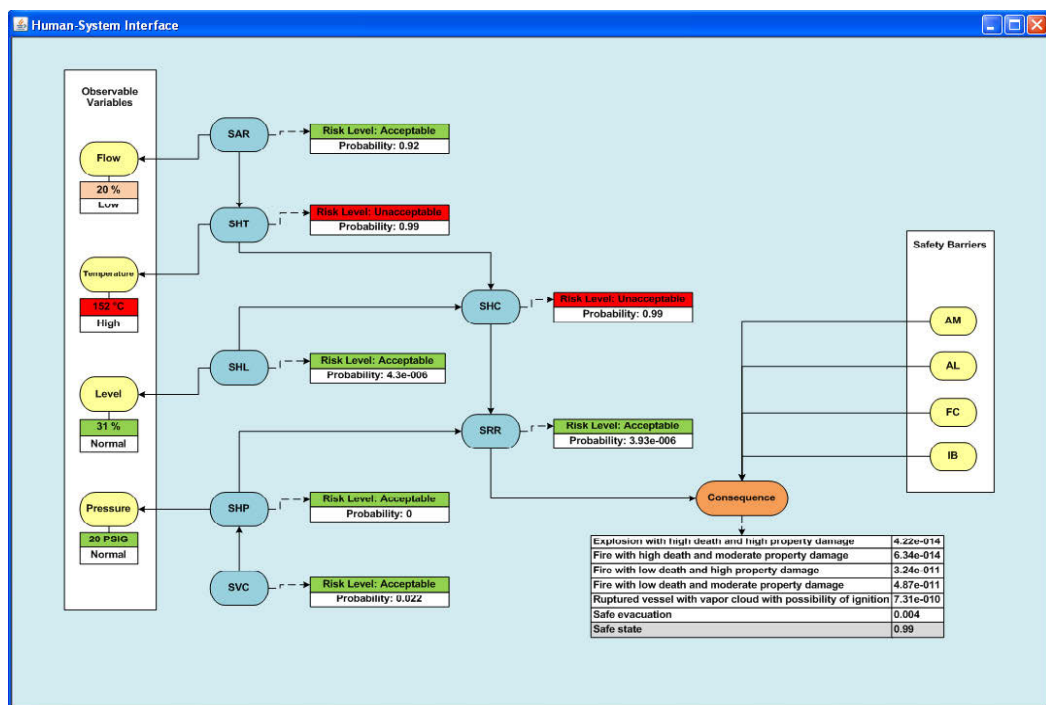 Human-System Interface
Observable
Variables
Flow
20 %
Low
Temperature
152 °C
High
Level
31 %
Normal
Pressure
20 PSIG
Normal
SAR
Risk Level: Acceptable
Probability: 0.92
SHT
Risk Level: Unacceptable
Probability: 0.99
SHC
Risk Level: Unacceptable
Probability: 0.99
SHL
Risk Level: Acceptable
Probability: 4.3e-006
SRR
Risk Level: Acceptable
Probability: 3.93e-006
SHP
Risk Level: Acceptable
Probability: 0
SVC
Risk Level: Acceptable
Probability: 0.022
Safety Barriers
AM
AL
FC
IB
Consequence
Explosion with high death and high property damage 4.22e-014
Fire with high death and moderate property damage 6.34e-014
Fire with low death and high property damage 3.24e-011
Fire with low death and moderate property damage 4.87e-011
Ruptured vessel with vapor cloud with possibility of ignition 7.31e-010
Safe evacuation 0.004
Safe state 0.99